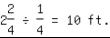 2 2/4 ÷ 1/4 = 10 ft.